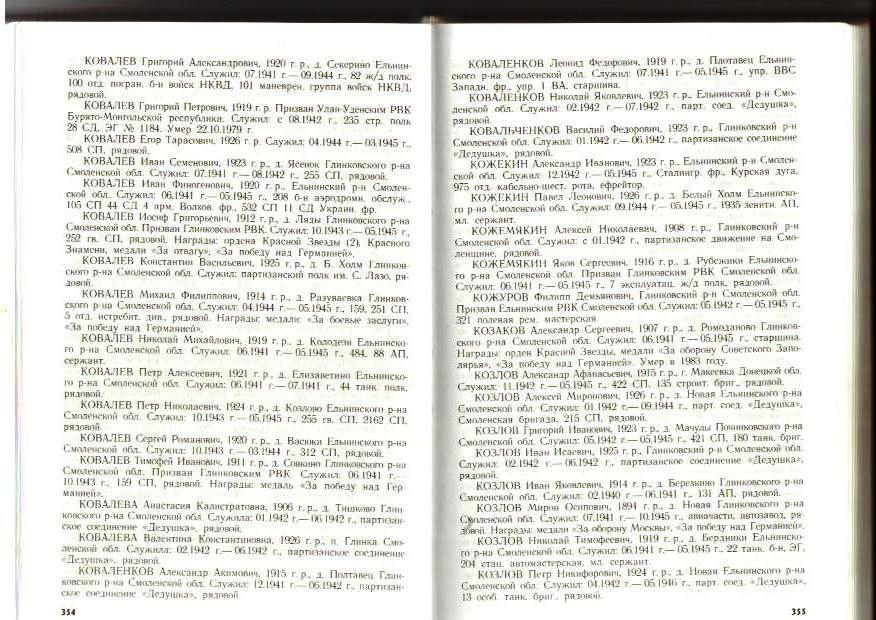 КОВАЛЕВ Григорий Александрович, 1920 г. р., д. Секерино Ельнин-
ского р-на Смоленской обл. Служил: 07.1941 г.— 09.1944 г., 82 ж/д полк,
100 отд. погран. б-н войск НКВД, 101 маневрен. группа войск НКВД,
рядовой.
КОВАЛЕВ Григорий Петрович, 1919 г. р. Призван Улан-Уденским РВК
Бурято-Монгольской республики. Служил: с 08.1942 г., 235 стр. полк
28 СД, ЭГ № 1184. Умер 22.10.1979 г.
КОВАЛЕВ Егор Тарасович, 1926 г. р. Служил: 04.1944 г.— 03.1945 г.,
508 СП, рядовой.
КОВАЛЕВ Иван Семенович, 1923 г. р., д. Ясенок Глинковского р-на
Смоленской обл. Служил: 07.1941 г.— 08.1942 г., 255 СП, рядовой.
КОВАЛЕВ Иван Финогенович, 1920 г. р., Ельнинский р-н Смолен-
ской обл. Служил: 06.1941 г.— 05.1945 г., 208 б-н аэродромн. обслуж.,
105 СП 44 СД 4 арм. Волхов. фр., 532 СП 11 СД Украин. фр.
КОВАЛЕВ Иосиф Григорьевич, 1912 г. р., д. Ляды Глинковского р-на
Смоленской обл. Призван Глинковским РВК. Служил: 10.1943 г.— 05.1945 г.,
252 гв. СП, рядовой. Награды: ордена Красной Звезды (2), Красного
Знамени, медали «За отвагу», «За победу над Германией».
КОВАЛЕВ Константин Васильевич, 1925 г. р., д. Б. Холм Глинков-
ского р-на Смоленской обл. Служил: партизанский полк им. С. Лазо, ря-
довой.
КОВАЛЕВ Михаил Филиппович, 1914 г. р., д. Разуваевка Глинков-
ского р-на Смоленской обл. Служил: 04.1944 г.— 05.1945 г., 159, 251 СП,
5 отд. истребит. див., рядовой. Награды: медали: «За боевые заслуги»,
«За победу над Германией».
КОВАЛЕВ Николай Михайлович, 1919 г. р., д. Колодези Ельнинско-
го р-на Смоленской обл. Служил: 06.1941 г.— 05.1945 г., 484, 88 АП,
сержант.
КОВАЛЕВ Петр Алексеевич, 1921 г. р., д. Елизаветино Ельнинско-
го р-на Смоленской обл. Служил: 06.1941 г.— 07.1941 г., 44 танк. полк,
рядовой.
КОВАЛЕВ Петр Николаевич, 1924 г. р., д. Козлово Ельнинского р-на
Смоленской обл. Служил: 10.1943 г.— 05.1945 г., 255 гв. СП, 2162 СП,
рядовой.
КОВАЛЕВ Сергей Романович, 1920 г. р., д. Васюки Ельнинского р-на
Смоленской обл. Служил: 10.1943 г.— 03.1944 г., 312 СП, рядовой.
КОВАЛЕВ Тимофей Иванович, 1911 г. р., д. Совкино Глинковского р-на
Смоленской обл. Призван Глинковским РВК. Служил: 06.1941 г.—
10.1943 г., 159 СП, рядовой. Награды: медаль «За победу над Гер-
манией».
КОВАЛЕВА Анастасия Калистратовна, 1906 г. р., д. Тишково Глин-
ковского р-на Смоленской обл. Служила: 01.1942 г.— 06.1942 г., партизан-
ское соединение «Дедушка», рядовой.
КОВАЛЕВА Валентина Константиновна, 1926 г. р., п. Глинка Смо-
ленской обл. Служила: 02.1942 г.— 06.1942 г., партизанское соединение
«Дедушка», рядовой.
КОВАЛЕНКОВ Александр Акимович, 1915 г. р., д. Полтавец Глин-
ковского р-на Смоленской обл. Служил: 12.1941 г.— 06.1942 г., партизан-
ское соединение «Дедушка», рядовой.
354
КОВАЛЕНКОВ Леонид Федорович, 1919 г. р., д. Плотавец Ельнин-
ского р-на Смоленской обл. Служил: 07.1941 г.— 05.1945 г., упр. ВВС
Западн. фр., упр. 1 ВА, старшина.
КОВАЛЕНКОВ Николай Яковлевич, 1923 г. р., Ельнинский р-н Смо-
ленской обл. Служил: 02.1942 г.— 07.1942 г., парт. соед. «Дедушка»,
рядовой.
КОВАЛЬЧЕНКОВ Василий Федорович, 1923 г. р., Глинковский р-н
Смоленской обл. Служил: 01.1942 г.— 06.1942 г., партизанское соединение
«Дедушка», рядовой.
КОЖЕКИН Александр Иванович, 1923 г. р., Ельнинский р-н Смолен-
ской обл. Служил: 12.1942 г.— 05.1945 г., Сталингр. фр., Курская дуга,
975 отд. кабельно-шест. рота, ефрейтор.
КОЖЕКИН Павел Леонович, 1926 г. р., д. Белый Холм Ельнинско-
го р-на Смоленской обл. Служил: 09.1944 г.— 05.1945 г., 1935 зенитн. АП,
мл. сержант.
КОЖЕМЯКИН Алексей Николаевич, 1908 г. р., Глинковский р-н
Смоленской обл. Служил: с 01.1942 г., партизанское движение на Смо-
ленщине, рядовой.
КОЖЕМЯКИН Яков Сергеевич, 1916 г. р., д. Рубежики Ельнинско-
го р-на Смоленской обл. Призван Глинковским РВК Смоленской обл.
Служил: 06.1941 г.— 05.1945 г., 7 эксплуатац. ж/д полк, рядовой.
КОЖУРОВ Филипп Демьянович, Глинковский р-н Смоленской обл.
Призван Ельнинским РВК Смоленской обл. Служил: 05.1942 г.— 05.1945 г.,
321 полевая рем. мастерская.
КОЗАКОВ Александр Сергеевич, 1907 г. р., д. Ромоданово Глинков-
ского р-на Смоленской обл. Служил: 06.1941 г.— 05.1945 г., старшина.
Награды: орден Красной Звезды, медали «За оборону Советского Запо-
лярья», «За победу над Германией». Умер в 1983 году.
КОЗЛОВ Александр Афанасьевич, 1915 г. р., г. Макеевка Донецкой обл.
Служил: 11.1942 г.— 05.1945 г., 422 СП, 135 строит. бриг., рядовой.
КОЗЛОВ Алексей Миронович, 1926 г. р., д. Новая Ельнинского р-на
Смоленской обл. Служил: 01.1942 г.— 09.1944 г., парт. соед. «Дедушка»,
Смоленская бригада, 215 СП, рядовой.
КОЗЛОВ Григорий Иванович, 1923 г. р., д. Мачулы Починковского р-на
Смоленской обл. Служил: 05.1942 г.— 05.1945 г., 421 СП, 180 танк. бриг.
КОЗЛОВ Иван Исаевич, 1925 г. р., Глинковский р-н Смоленской обл.
Служил: 02.1942 г.— 06.1942 г., партизанское соединение «Дедушка»,
рядовой.
КОЗЛОВ Иван Яковлевич, 1914 г. р., д. Березкино Глинковского р-на
Смоленской обл. Служил: 02.1940 г.— 06.1941 г., 131 АП, рядовой.
КОЗЛОВ Мирон Осипович, 1894 г. р., д. Новая Глинковского р-на
Смоленской обл. Служил: 07.1941 г.— 10.1945 г., авиачасти, автозавод, ря-
довой. Награды: медали «За оборону Москвы», «За победу над Германией».
КОЗЛОВ Николай Тимофеевич, 1919 г. р., д. Бердники Ельнинско-
го р-на Смоленской обл. Служил: 06.1941 г.— 05.1945 г., 22 танк. б-н, ЭГ,
204 стан. автомастерская, мл. сержант.
КОЗЛОВ Петр Никифорович, 1924 г. р., д. Новая Ельнинского р-на
Смоленской обл. Служил: 04.1942 г.— 05.1946 г., парт. соед. «Дедушка»,
13 особ. танк. бриг., рядовой.
355